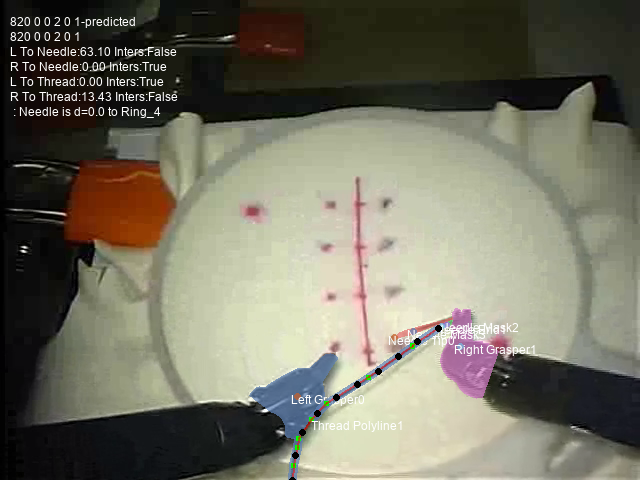 820 0 0 2 0 1-predicted
820 0 0 2 0 1
L To Needle:63.10 Inters:False
R To Needle:0.00 Inters:True
L To Thread:0.00 Inters:True
R To Thread:13.43 Inters:False
: Needle is d=0.0 to Ring_4
Right Grasper1
Left Grasper0
Thread Polyline1